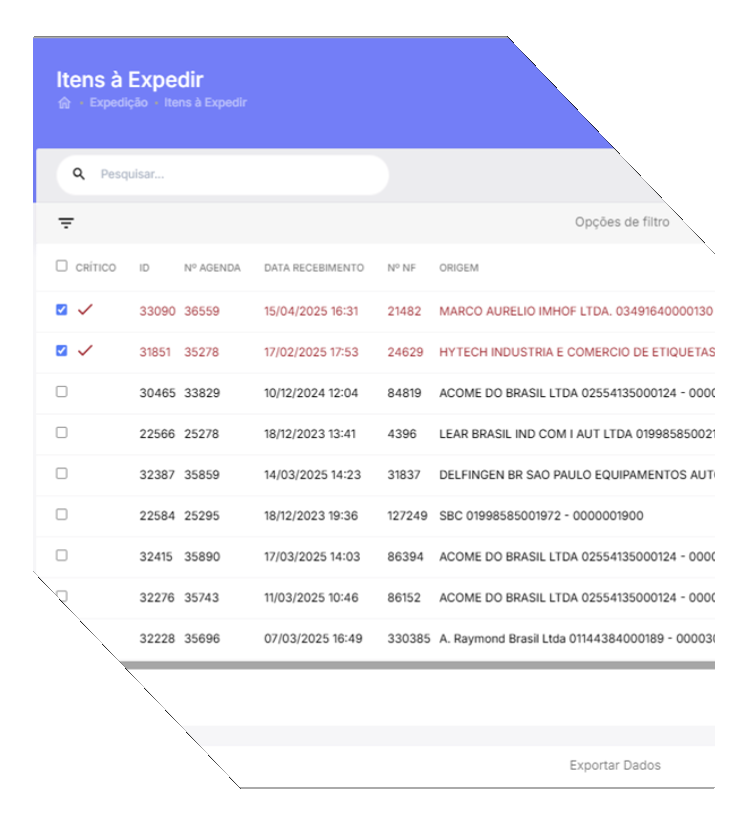 Itens à Expedir
Expedição Itens à Expedir
Pesquisar...
Opções de filtro
CRÍTICO ID Nº AGENDA DATA RECEBIMENTO Nº NF ORIGEM
33090 36559 15/04/2025 16:31 21482 MARCO AURELIO IMHOF LTDA. 03491640000130
31851 35278 17/02/2025 17:53 24629 HYTECH INDUSTRIA E COMERCIO DE ETIQUETAS
30465 33829 10/12/2024 12:04 84819 ACOME DO BRASIL LTDA 02554135000124 - 0000
22566 25278 18/12/2023 13:41 4396 LEAR BRASIL IND COM I AUT LTDA 019985850021
32387 35859 14/03/2025 14:23 31837 DELFINGEN BR SAO PAULO EQUIPAMENTOS AUT
22584 25295 18/12/2023 19:36 127249 SBC 01998585001972 - 0000001900
32415 35890 17/03/2025 14:03 86394 ACOME DO BRASIL LTDA 02554135000124 - 0000
32276 35743 11/03/2025 10:46 86152 ACOME DO BRASIL LTDA 02554135000124 - 0000
32228 35696 07/03/2025 16:49 330385 A. Raymond Brasil Ltda 01144384000189 - 00003
Exportar Dados